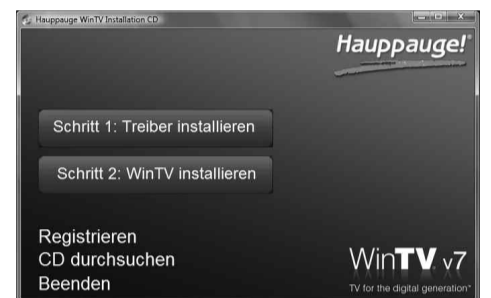 Hauppauge WinTV Installation CD
Hauppauge!®
Schritt 1: Treiber installieren
Schritt 2: WinTV installieren
Registrieren
CD durchsuchen
Beenden
WinTV v7
TV for the digital generation™